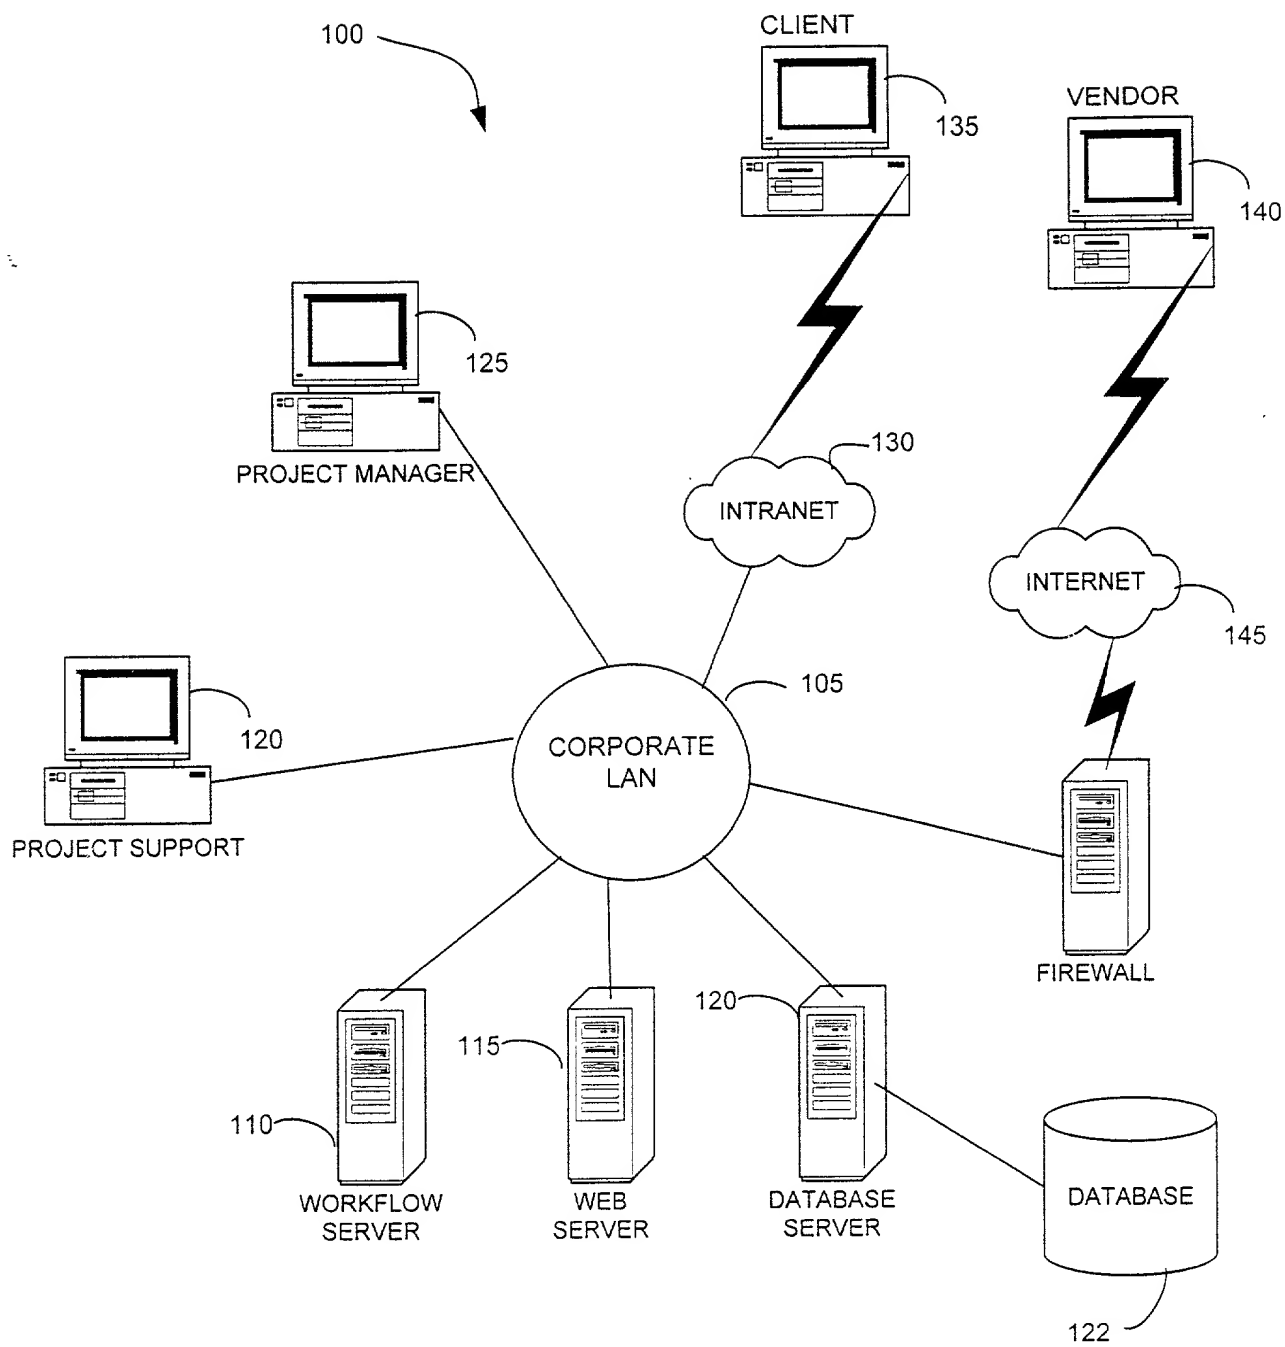 100
CLIENT
135
VENDOR
140
125
PROJECT MANAGER
130
INTRANET
INTERNET
145
105
CORPORATE
LAN
120
PROJECT SUPPORT
FIREWALL
110
WORKFLOW
SERVER
115
WEB
SERVER
120
DATABASE
SERVER
DATABASE
122